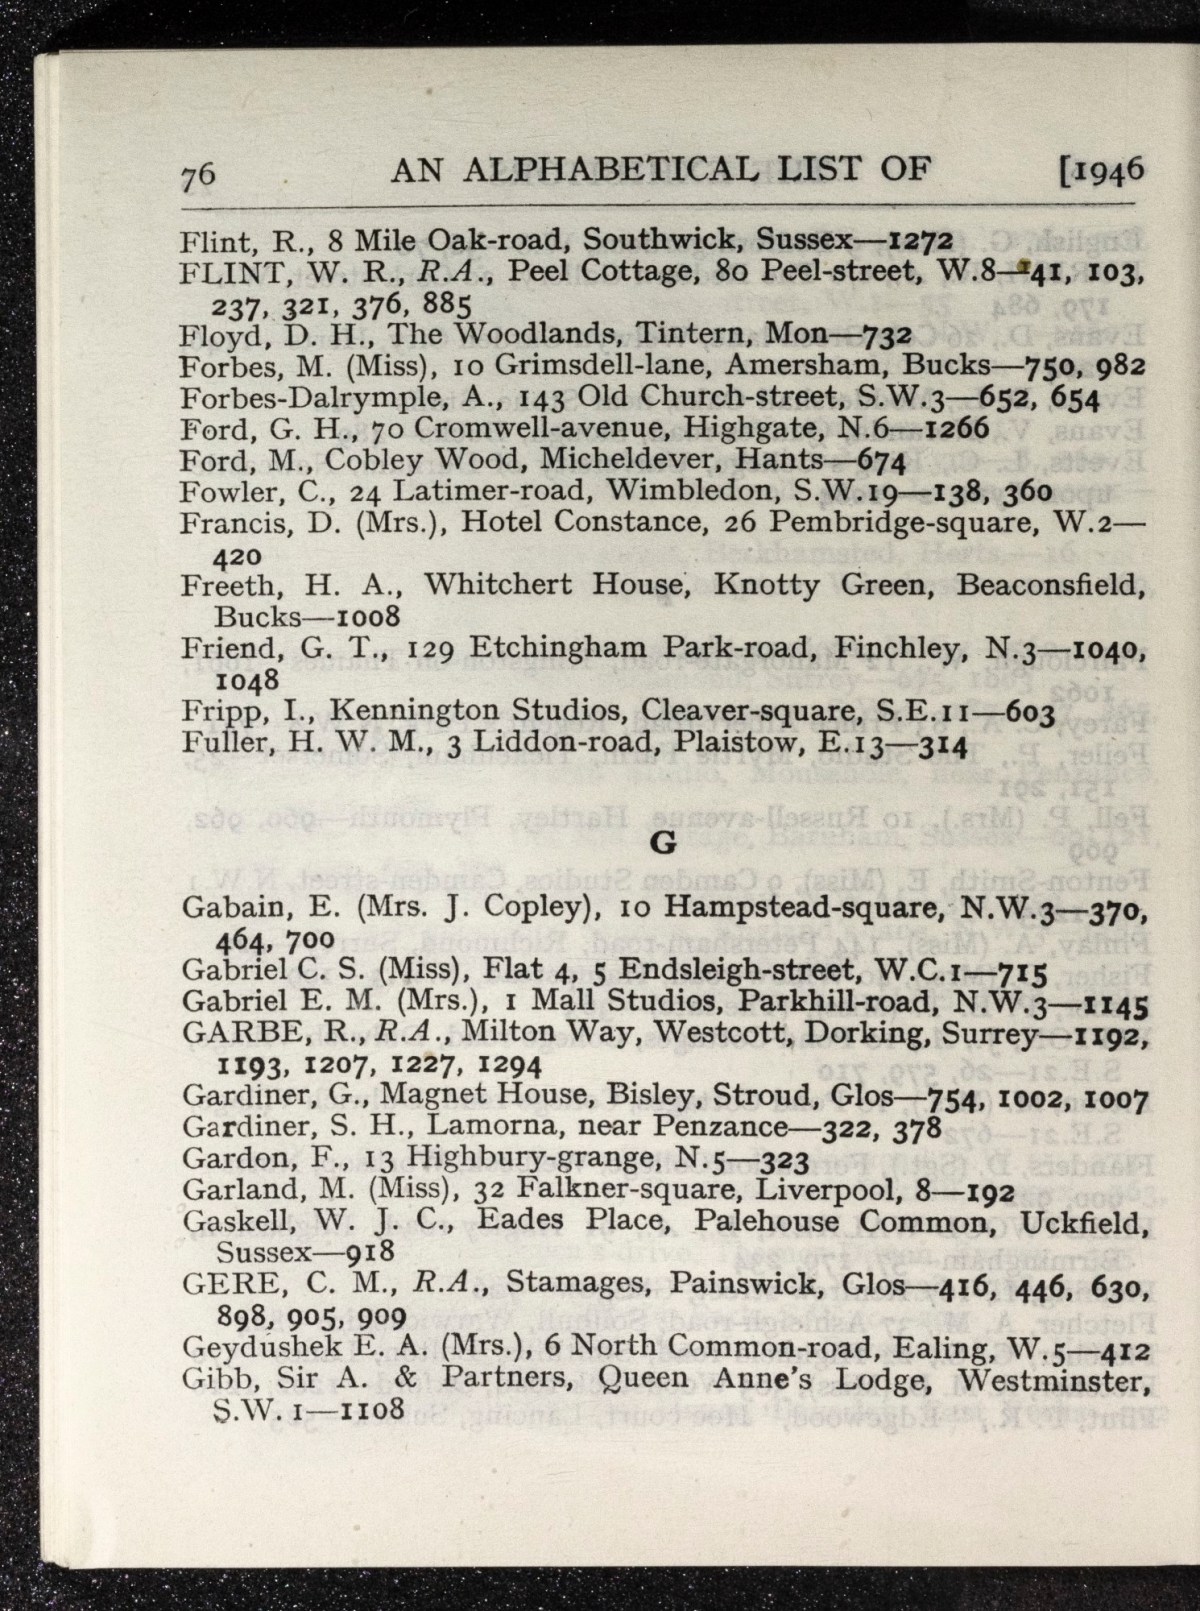 76 AN ALPHABETICAL LIST OF [1946
Flint, R., 8 Mile Oak-road, Southwick, Sussex—1272
FLINT, W. R., R.A., Peel Cottage, 80 Peel-street, W.8—141, 103,
237, 321, 376, 885
Floyd, D. H., The Woodlands, Tintern, Mon—732
Forbes, M. (Miss), 10 Grimsdell-lane, Amersham, Bucks—750, 982
Forbes-Dalrymple, A., 143 Old Church-street, S.W.3—652, 654
Ford, G. H., 70 Cromwell-avenue, Highgate, N.6—1266
Ford, M., Cobley Wood, Micheldever, Hants—674
Fowler, C., 24 Latimer-road, Wimbledon, S.W.19—138, 360
Francis, D. (Mrs.), Hotel Constance, 26 Pembridge-square, W.2—
420
Freeth, H. A., Whitchert House, Knotty Green, Beaconsfield,
Bucks—1008
Friend, G. T., 129 Etchingham Park-road, Finchley, N.3—1040,
1048
Fripp, I., Kennington Studios, Cleaver-square, S.E.11—603
Fuller, H. W. M., 3 Liddon-road, Plaistow, E.13—314
G
Gabain, E. (Mrs. J. Copley), 10 Hampstead-square, N.W.3—370,
464, 700
Gabriel C. S. (Miss), Flat 4, 5 Endsleigh-street, W.C.1—715
Gabriel E. M. (Mrs.), 1 Mall Studios, Parkhill-road, N.W.3—1145
GARBE, R., R.A., Milton Way, Westcott, Dorking, Surrey—1192,
1193, 1207, 1227, 1294
Gardiner, G., Magnet House, Bisley, Stroud, Glos—754, 1002, 1007
Gardiner, S. H., Lamorna, near Penzance—322, 378
Gardon, F., 13 Highbury-grange, N.5—323
Garland, M. (Miss), 32 Falkner-square, Liverpool, 8—192
Gaskell, W. J. C., Eades Place, Palehouse Common, Uckfield,
Sussex—918
GERE, C. M., R.A., Stamages, Painswick, Glos—416, 446, 630,
898, 905, 909
Geydushek E. A. (Mrs.), 6 North Common-road, Ealing, W.5—412
Gibb, Sir A. & Partners, Queen Anne's Lodge, Westminster,
S.W. 1—1108